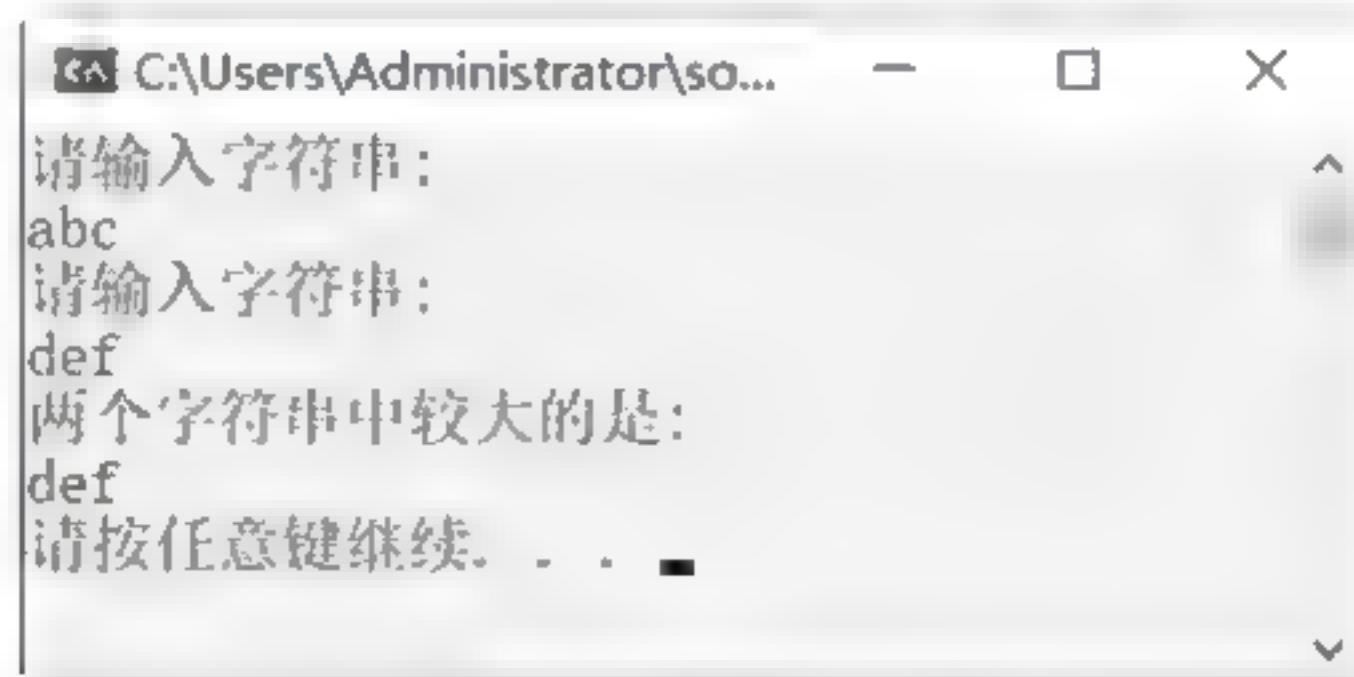 C:\Users\Administrator\so...
请输入字符串:
abc
请输入字符串:
def
两个字符串中较大的是:
def
请按任意键继续. . .